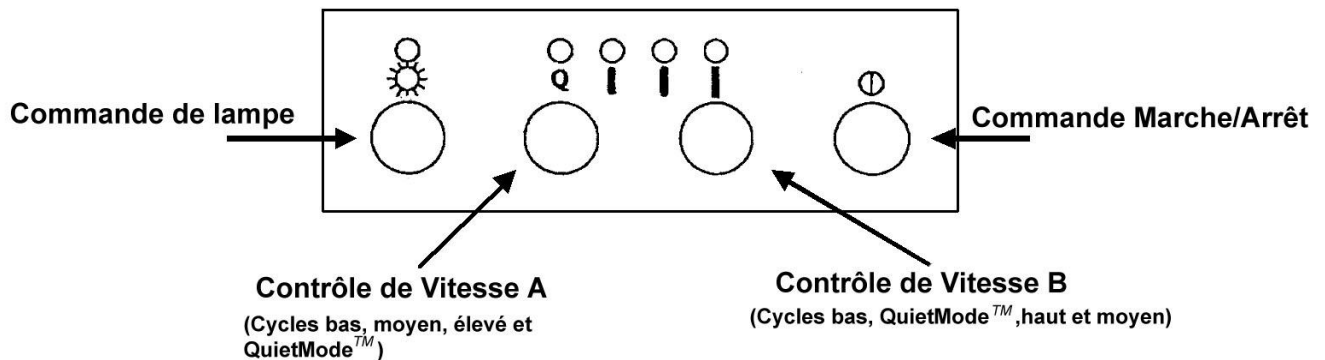 Q
Commande de lampe
Commande Marche/Arrêt
Contrôle de Vitesse A
(Cycles bas, moyen, élevé et
QuietMode™)
Contrôle de Vitesse B
(Cycles bas, QuietMode™,haut et moyen)